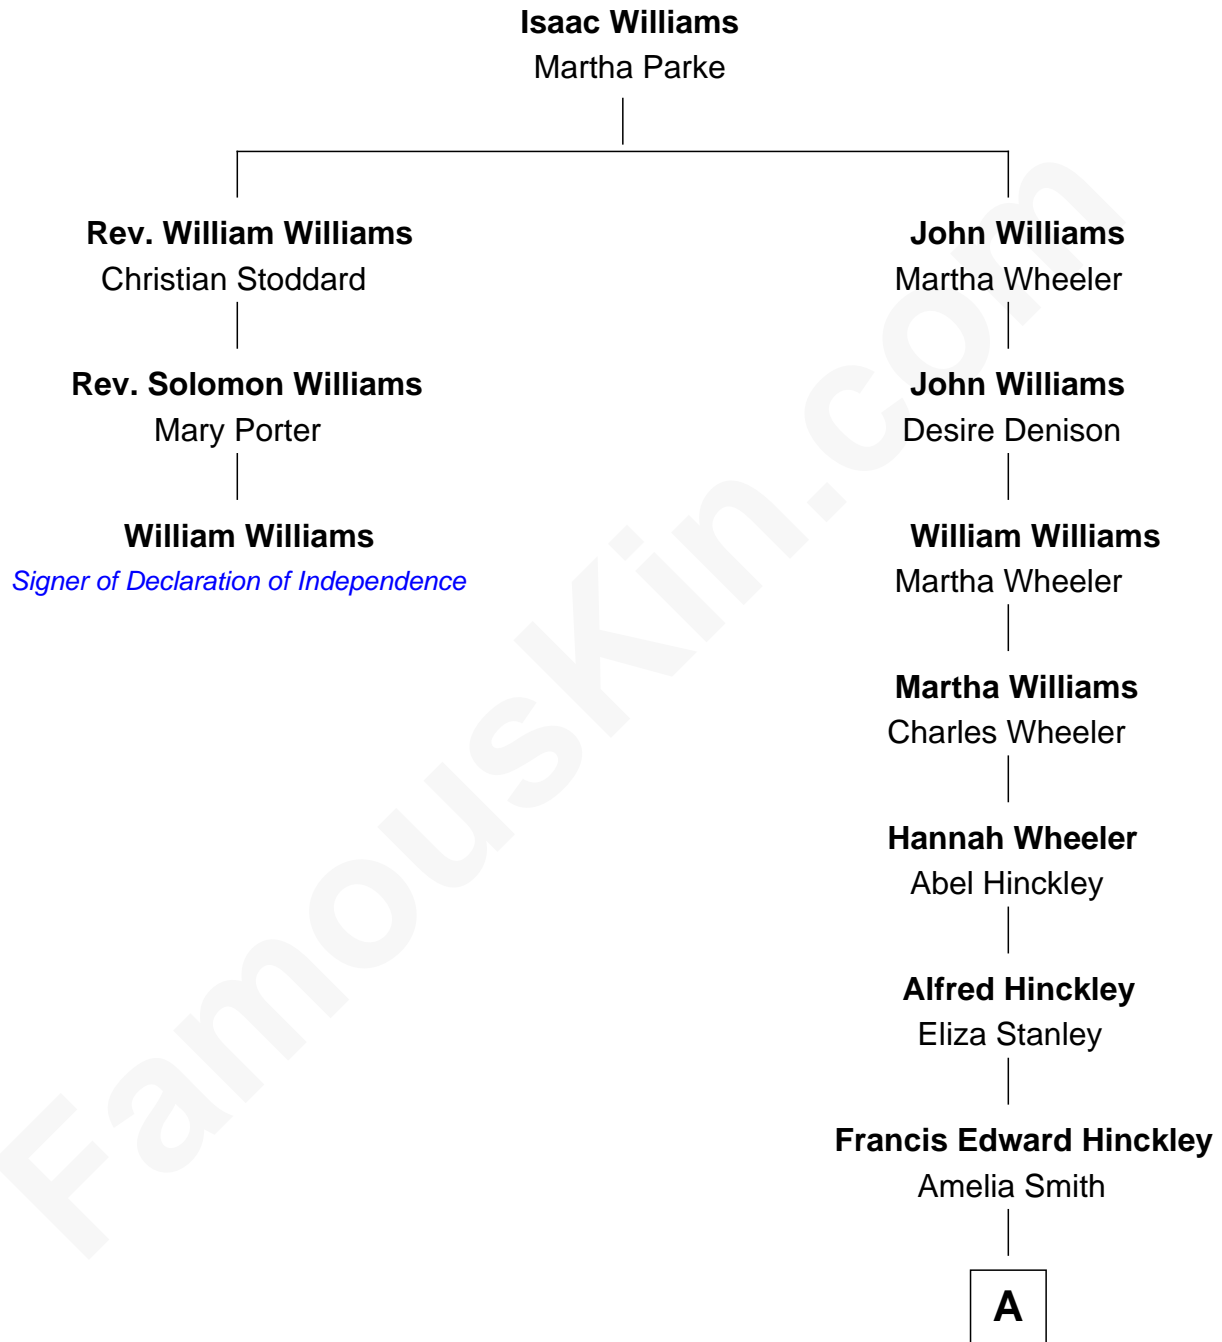 Isaac Williams
Martha Parke
Rev. William Williams
Christian Stoddard
Rev. Solomon Williams
Mary Porter
William Williams
Signer of Declaration of Independence
John Williams
Martha Wheeler
John Williams
Desire Denison
William Williams
Martha Wheeler
Martha Williams
Charles Wheeler
Hannah Wheeler
Abel Hinckley
Alfred Hinckley
Eliza Stanley
Francis Edward Hinckley
Amelia Smith
A
FamousKin.com